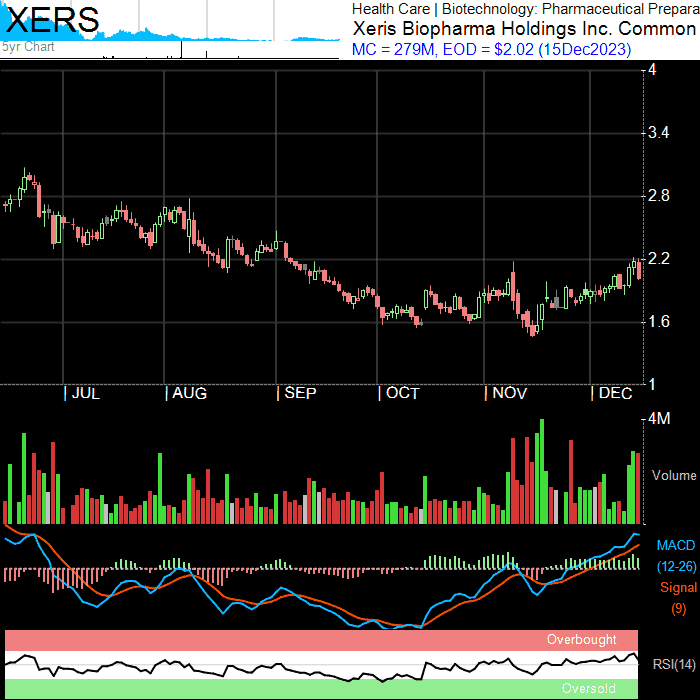 XERS
5yr Chart
Health Care | Biotechnology: Pharmaceutical Prepara
Xeris Biopharma Holdings Inc. Common
MC = 279M, EOD = $2.02 (15Dec2023)
4
3.4
2.8
2.2
1.6
1
| JUL | AUG | SEP | OCT | NOV | DEC
4M
Volume
MACD
(12-26)
Signal
(9)
Overbought
RSI(14)
Oversold